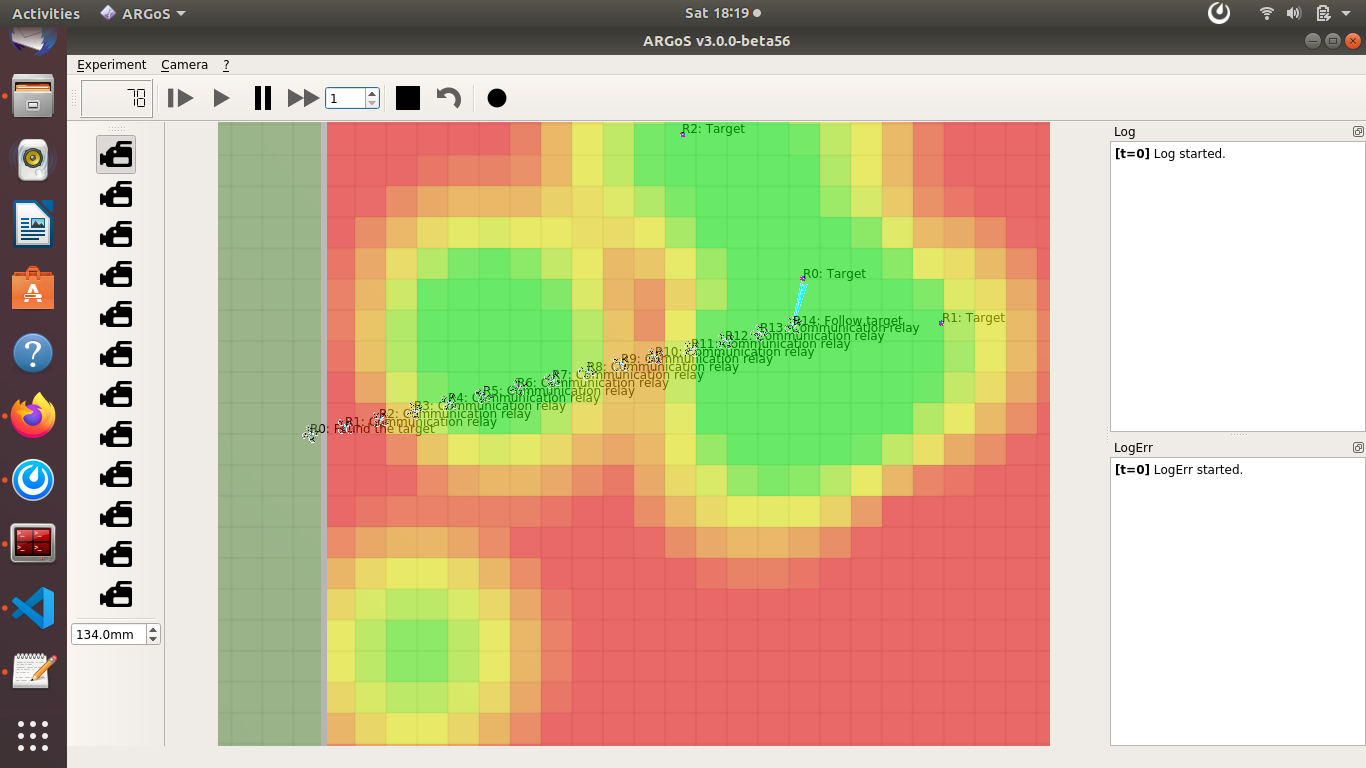 Activities
ARGoS
Sat 18:19
ARGoS v3.0.0-beta56
Experiment
Camera
?
70
1
134.0mm
R2: Target
R0: Target
R1: Target
R14: Follow target
R13: Communication relay
R12: Communication relay
R11: Communication relay
R10: Communication relay
R9: Communication relay
R8: Communication relay
R7: Communication relay
R6: Communication relay
R5: Communication relay
R4: Communication relay
R3: Communication relay
R2: Communication relay
R1: Communication relay
R0: Found the target
Log
[t=0] Log started.
LogErr
[t=0] LogErr started.